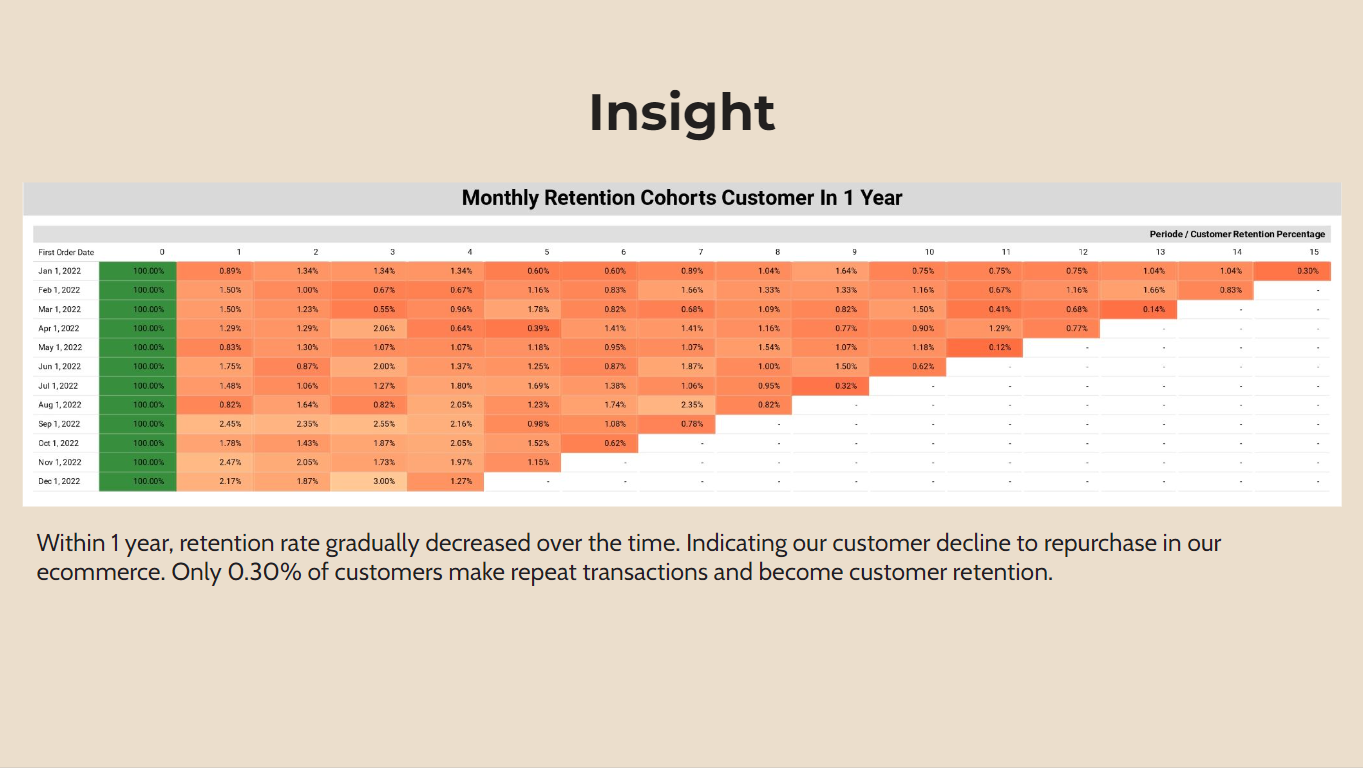 Insight
Monthly Retention Cohorts Customer In 1 Year
Periode / Customer Retention Percentage
First Order Date 0 1 2 3 4 5 6 7 8 9 10 11 12 13 14 15
Jan 1, 2022 100.00% 0.89% 1.34% 1.34% 1.34% 0.60% 0.60% 0.89% 1.04% 1.64% 0.75% 0.75% 0.75% 1.04% 1.04% 0.30%
Feb 1, 2022 100.00% 1.50% 1.00% 0.67% 0.67% 1.16% 0.83% 1.66% 1.33% 1.33% 1.16% 0.67% 1.16% 1.66% 0.83% -
Mar 1, 2022 100.00% 1.50% 1.23% 0.55% 0.96% 1.78% 0.82% 0.68% 1.09% 0.82% 1.50% 0.41% 0.68% 0.14% - -
Apr 1, 2022 100.00% 1.29% 1.29% 2.06% 0.64% 0.39% 1.41% 1.41% 1.16% 0.77% 0.90% 1.29% 0.77% - - -
May 1, 2022 100.00% 0.83% 1.30% 1.07% 1.07% 1.18% 0.95% 1.07% 1.54% 1.07% 1.18% 0.12% - - - -
Jun 1, 2022 100.00% 1.75% 0.87% 2.00% 1.37% 1.25% 0.87% 1.87% 1.00% 1.50% 0.62% - - - - -
Jul 1, 2022 100.00% 1.48% 1.06% 1.27% 1.80% 1.69% 1.38% 1.06% 0.95% 0.32% - - - - - -
Aug 1, 2022 100.00% 0.82% 1.64% 0.82% 2.05% 1.23% 1.74% 2.35% 0.82% - - - - - - -
Sep 1, 2022 100.00% 2.45% 2.35% 2.55% 2.16% 0.98% 1.08% 0.78% - - - - - - - -
Oct 1, 2022 100.00% 1.78% 1.43% 1.87% 2.05% 1.52% 0.62% - - - - - - - - -
Nov 1, 2022 100.00% 2.47% 2.05% 1.73% 1.97% 1.15% - - - - - - - - - -
Dec 1, 2022 100.00% 2.17% 1.87% 3.00% 1.27% - - - - - - - - - - -
Within 1 year, retention rate gradually decreased over the time. Indicating our customer decline to repurchase in our
ecommerce. Only 0.30% of customers make repeat transactions and become customer retention.